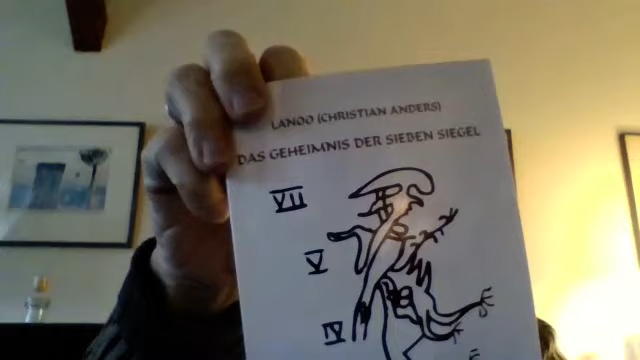 LANOO (CHRISTIAN ANDERS)
DAS GEHEIMNIS DER SIEBEN SIEGEL
VII
V
IV